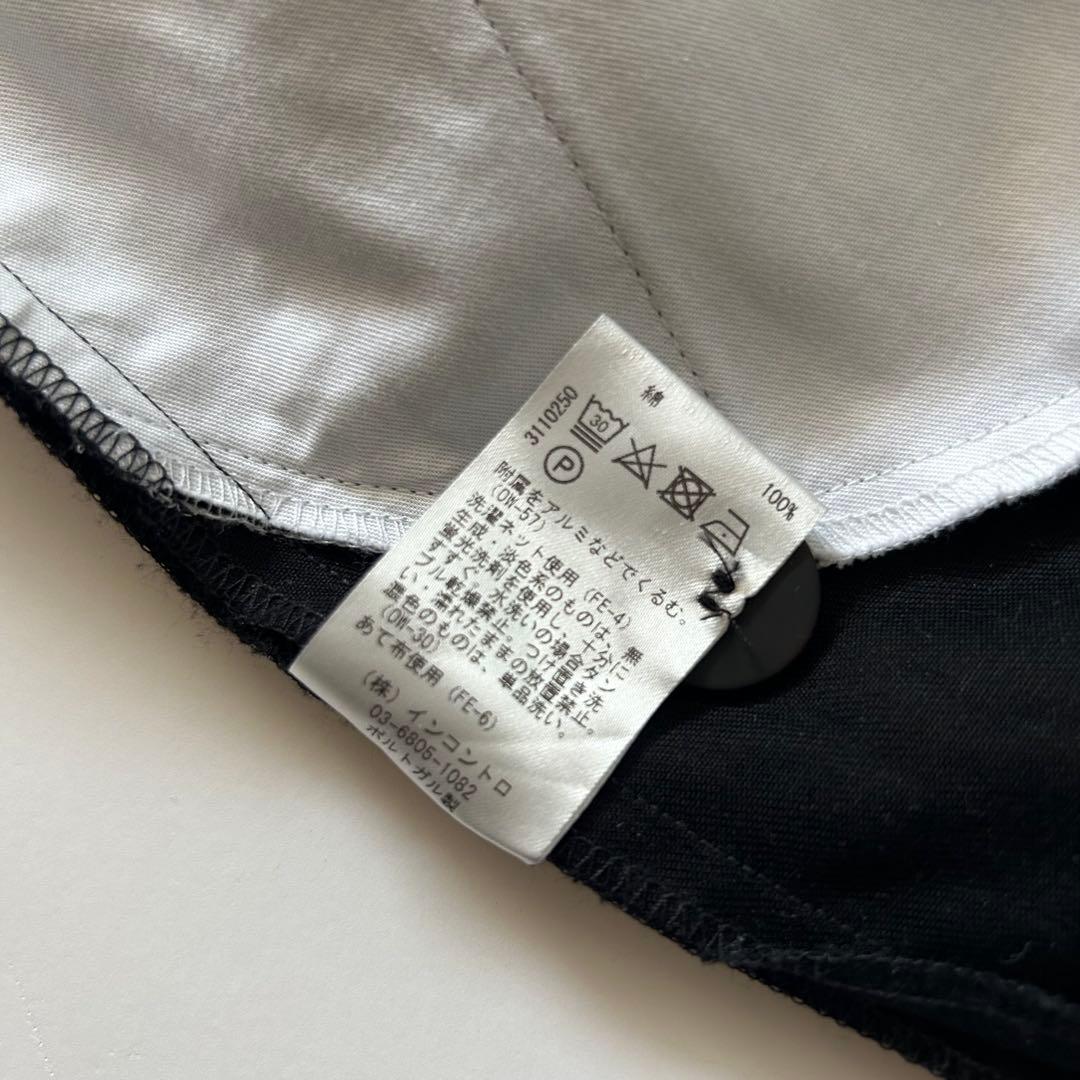 綿 100%
3110250
30
P
附属をアルミなどでくるむ。
(OW-57)
洗濯ネット使用 (FE-4)
生成・淡色系のものは、無
蛍光洗剤を使用し、十分に
すすぐ・水洗いの場合タン
ブル乾燥禁止。つけ置き洗
い・濡れたままの放置禁止。
濃色のものは、単品洗い。
(OW-30)
あて布使用 (FE-6)
(株) インコントロ
03-6805-1082
ポルトガル製